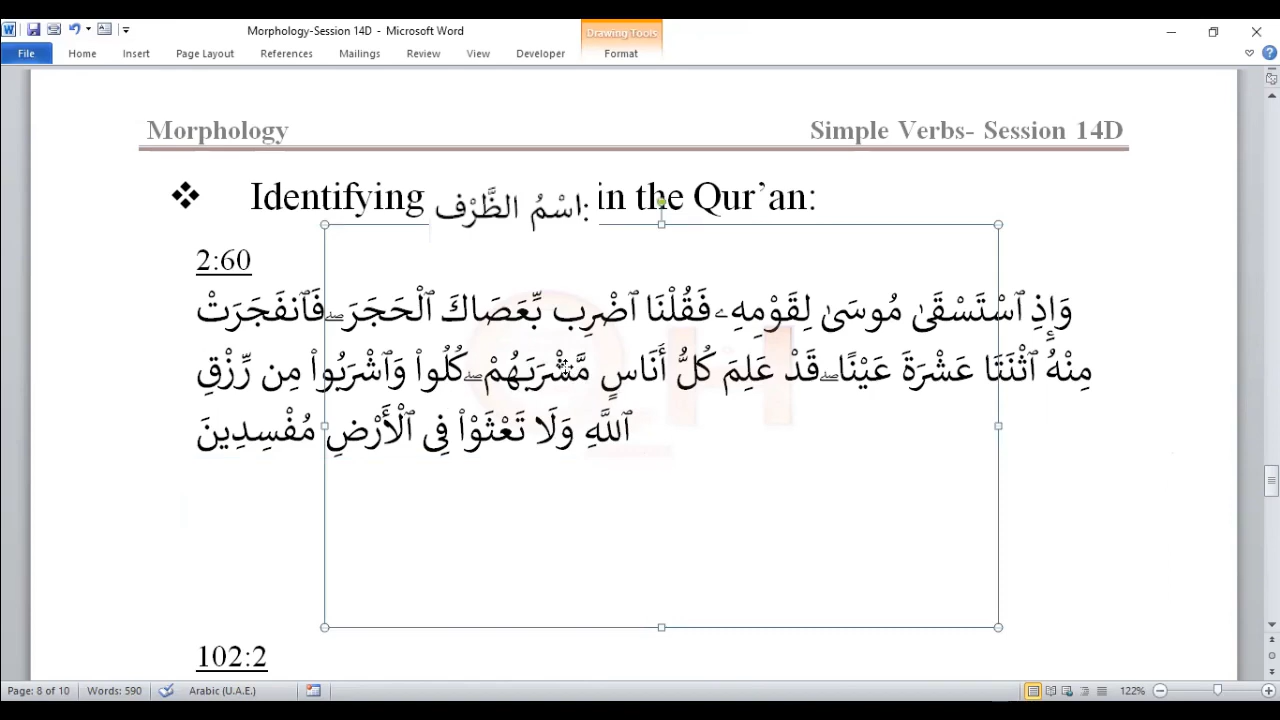 Morphology-Session 14D - Microsoft Word
Drawing Tools
File Home Insert Page Layout References Mailings Review View Developer Format
Morphology Simple Verbs- Session 14D
❖ Identifying اسْمُ الظَّرْف: in the Qur’an:
2:60
وَإِذِ ٱسْتَسْقَىٰ مُوسَىٰ لِقَوْمِهِۦ فَقُلْنَا ٱضْرِب بِّعَصَاكَ ٱلْحَجَرَ ۖ فَٱنفَجَرَتْ
مِنْهُ ٱثْنَتَا عَشْرَةَ عَيْنًا ۖ قَدْ عَلِمَ كُلُّ أُنَاسٍ مَّشْرَبَهُمْ ۖ كُلُوا۟ وَٱشْرَبُوا۟ مِن رِّزْقِ
ٱللَّهِ وَلَا تَعْثَوْا۟ فِى ٱلْأَرْضِ مُفْسِدِينَ
102:2
Page: 8 of 10 Words: 590 Arabic (U.A.E.) 122%